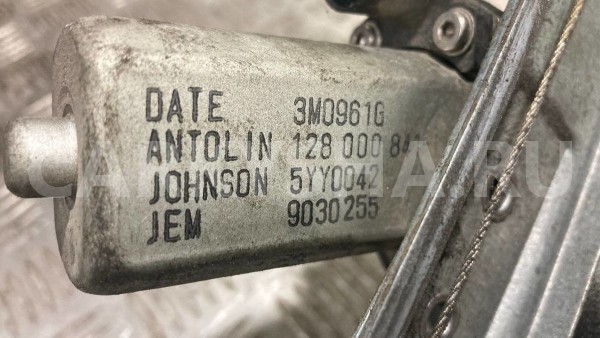 DATE 3M0961G
ANTOLIN 128 000 84
JOHNSON 5YY0042
JEM 9030255